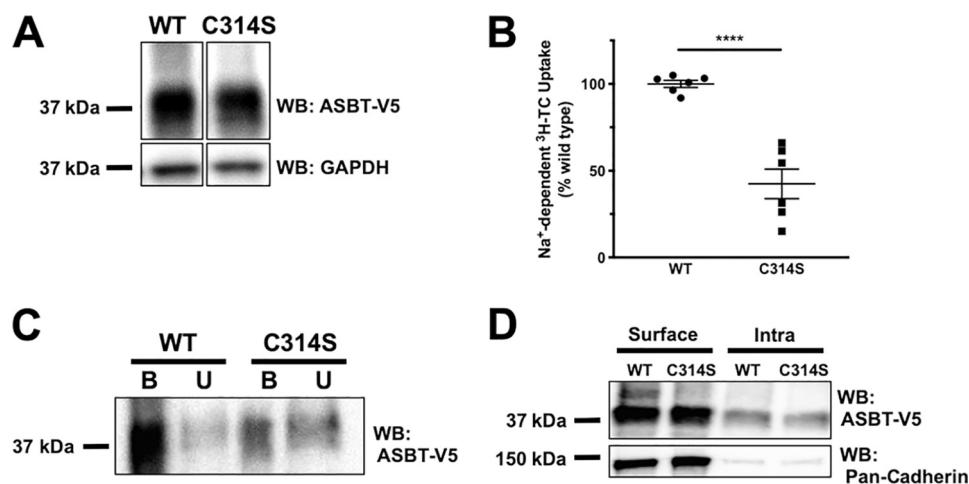 A
WT C314S
37 kDa
WB: ASBT-V5
37 kDa
WB: GAPDH
B
Na⁺-dependent ³H-TC Uptake
(% wild type)
****
100
50
0
WT C314S
C
WT C314S
B U B U
37 kDa
WB:
ASBT-V5
D
Surface Intra
WT C314S WT C314S
37 kDa
WB:
ASBT-V5
150 kDa
WB:
Pan-Cadherin